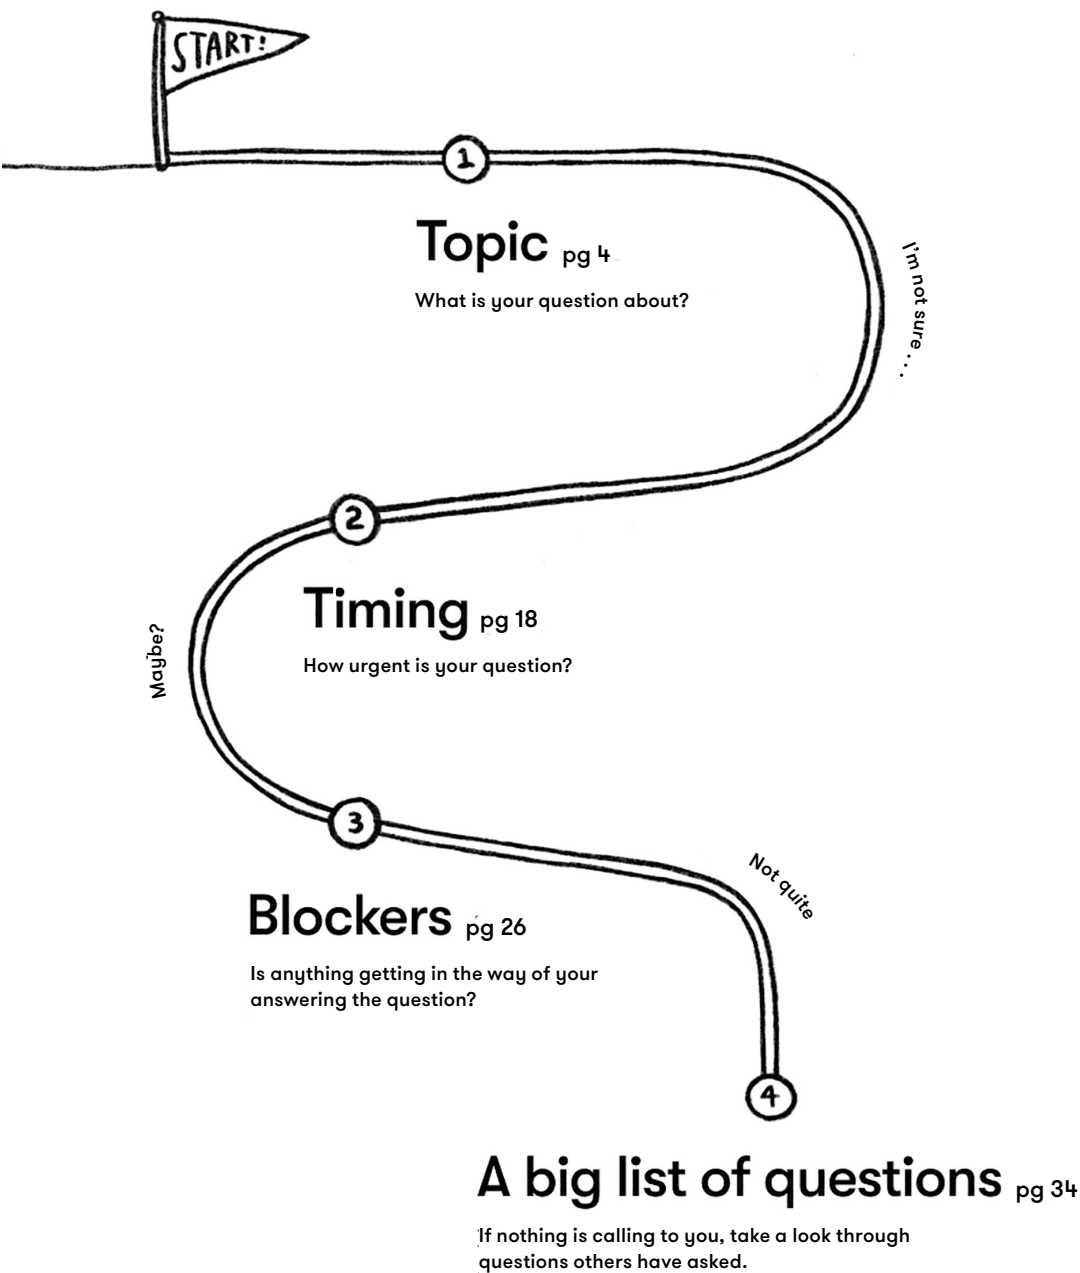 START!
1
Topic pg 4
What is your question about?
I'm not sure . . .
2
Timing pg 18
How urgent is your question?
Maybe?
3
Blockers pg 26
Is anything getting in the way of your
answering the question?
Not quite
4
A big list of questions pg 34
If nothing is calling to you, take a look through
questions others have asked.